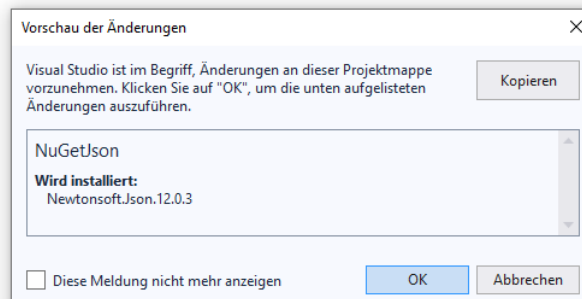 Vorschau der Änderungen
Visual Studio ist im Begriff, Änderungen an dieser Projektmappe
vorzunehmen. Klicken Sie auf "OK", um die unten aufgelisteten
Änderungen auszuführen.
Kopieren
NuGetJson
Wird installiert:
Newtonsoft.Json.12.0.3
Diese Meldung nicht mehr anzeigen
OK
Abbrechen